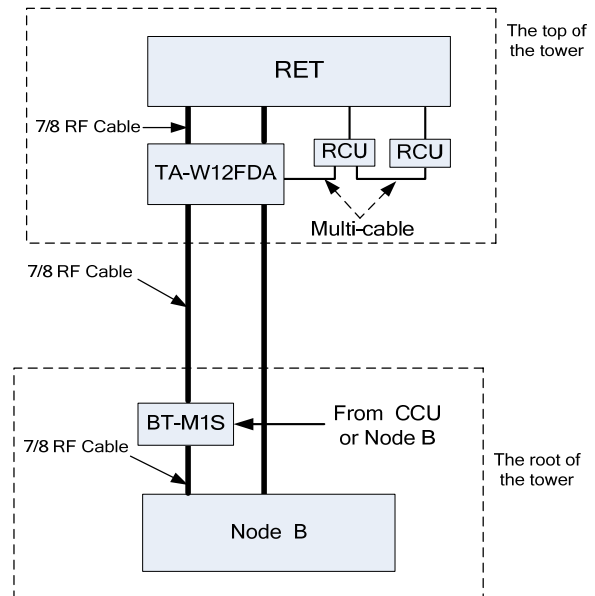 The top of
the tower
RET
7/8 RF Cable
RCU
RCU
TA-W12FDA
Multi-cable
7/8 RF Cable
BT-M1S
From CCU
or Node B
7/8 RF Cable
The root of
the tower
Node B